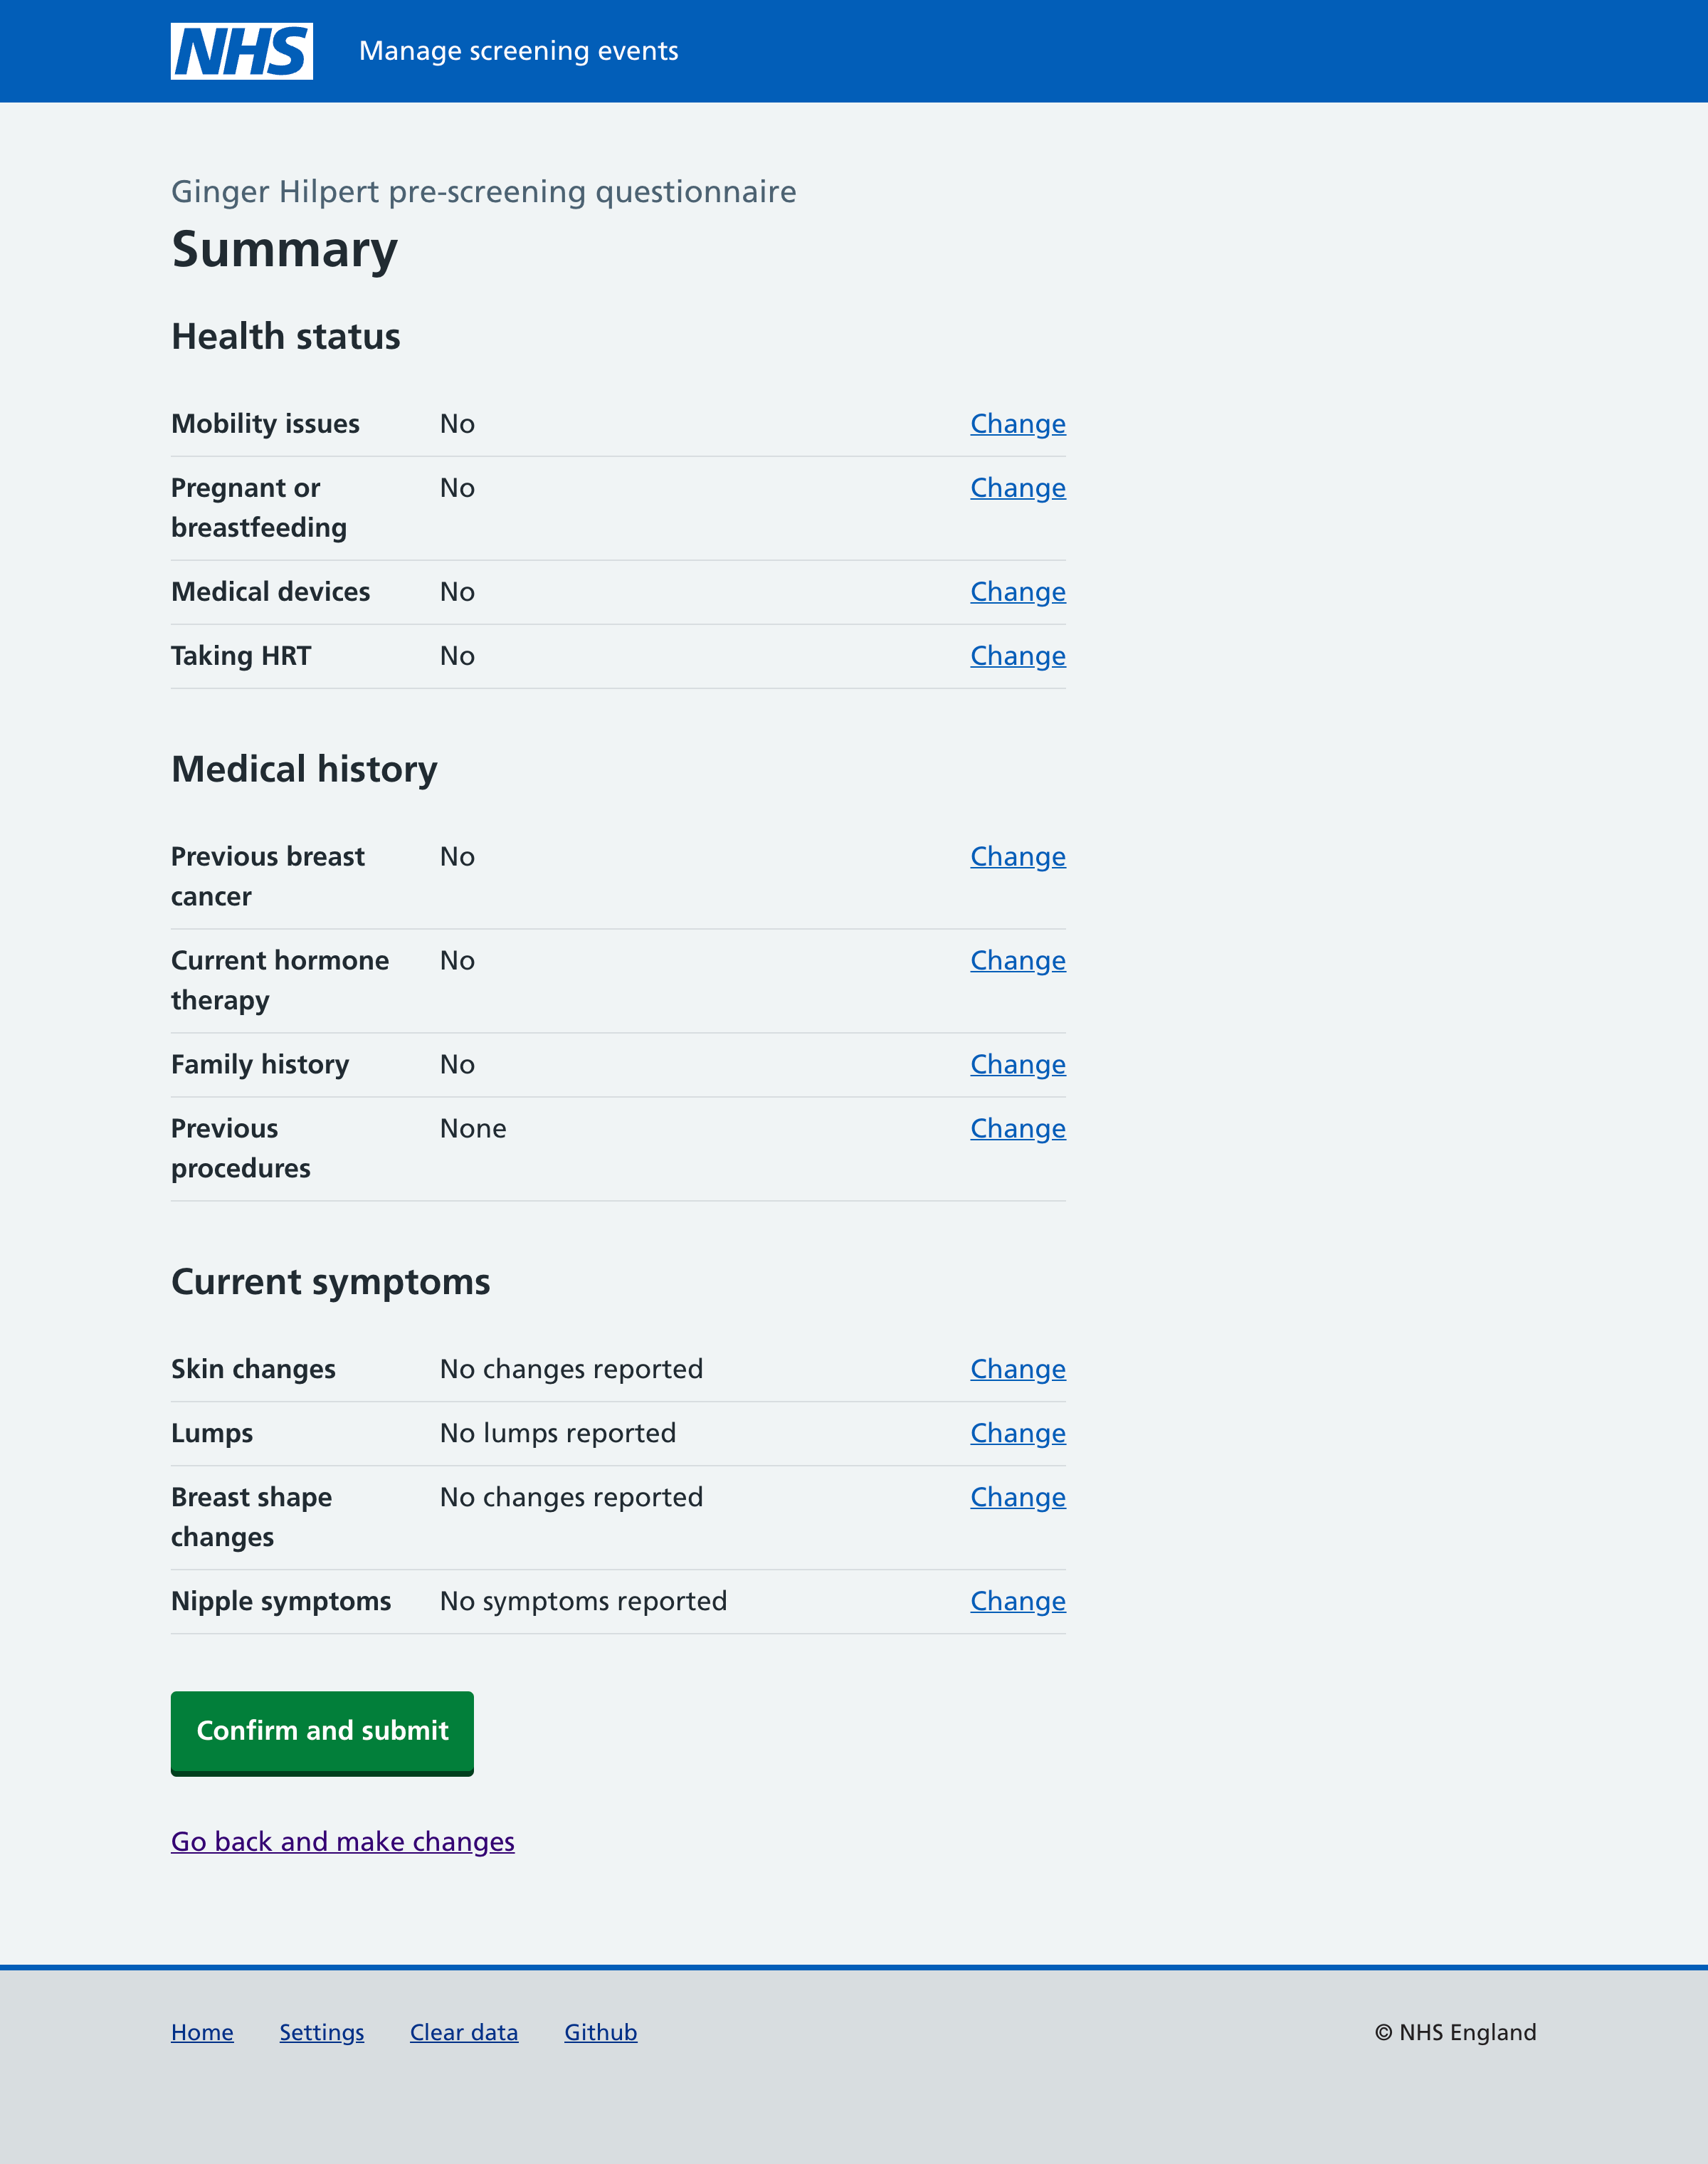 NHS Manage screening events
Ginger Hilpert pre-screening questionnaire
Summary
Health status
Mobility issues No Change
Pregnant or No Change
breastfeeding
Medical devices No Change
Taking HRT No Change
Medical history
Previous breast No Change
cancer
Current hormone No Change
therapy
Family history No Change
Previous None Change
procedures
Current symptoms
Skin changes No changes reported Change
Lumps No lumps reported Change
Breast shape No changes reported Change
changes
Nipple symptoms No symptoms reported Change
Confirm and submit
Go back and make changes
Home Settings Clear data Github © NHS England